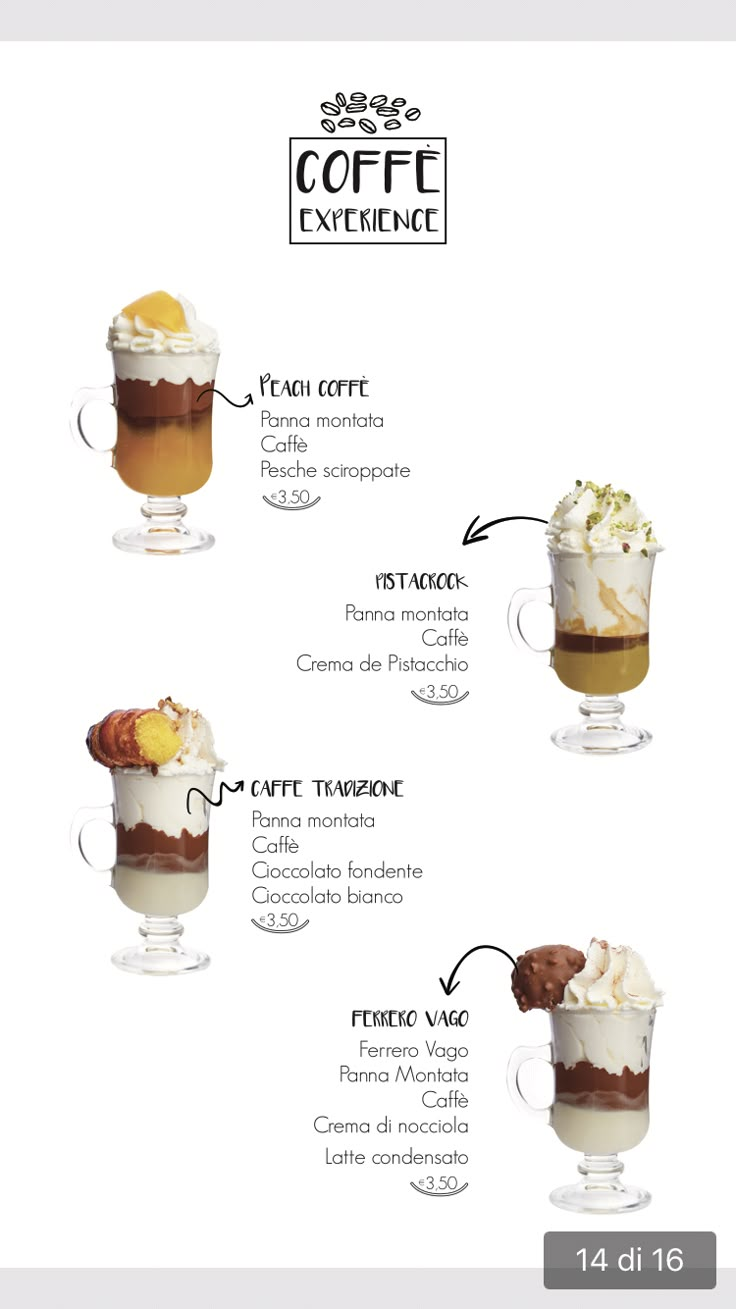 COFFÈ
EXPERIENCE
PEACH COFFÈ
Panna montata
Caffè
Pesche sciroppate
€3,50
PISTACROCK
Panna montata
Caffè
Crema de Pistacchio
€3,50
CAFFE TRADIZIONE
Panna montata
Caffè
Cioccolato fondente
Cioccolato bianco
€3,50
FERRERO VAGO
Ferrero Vago
Panna Montata
Caffè
Crema di nocciola
Latte condensato
€3,50
14 di 16